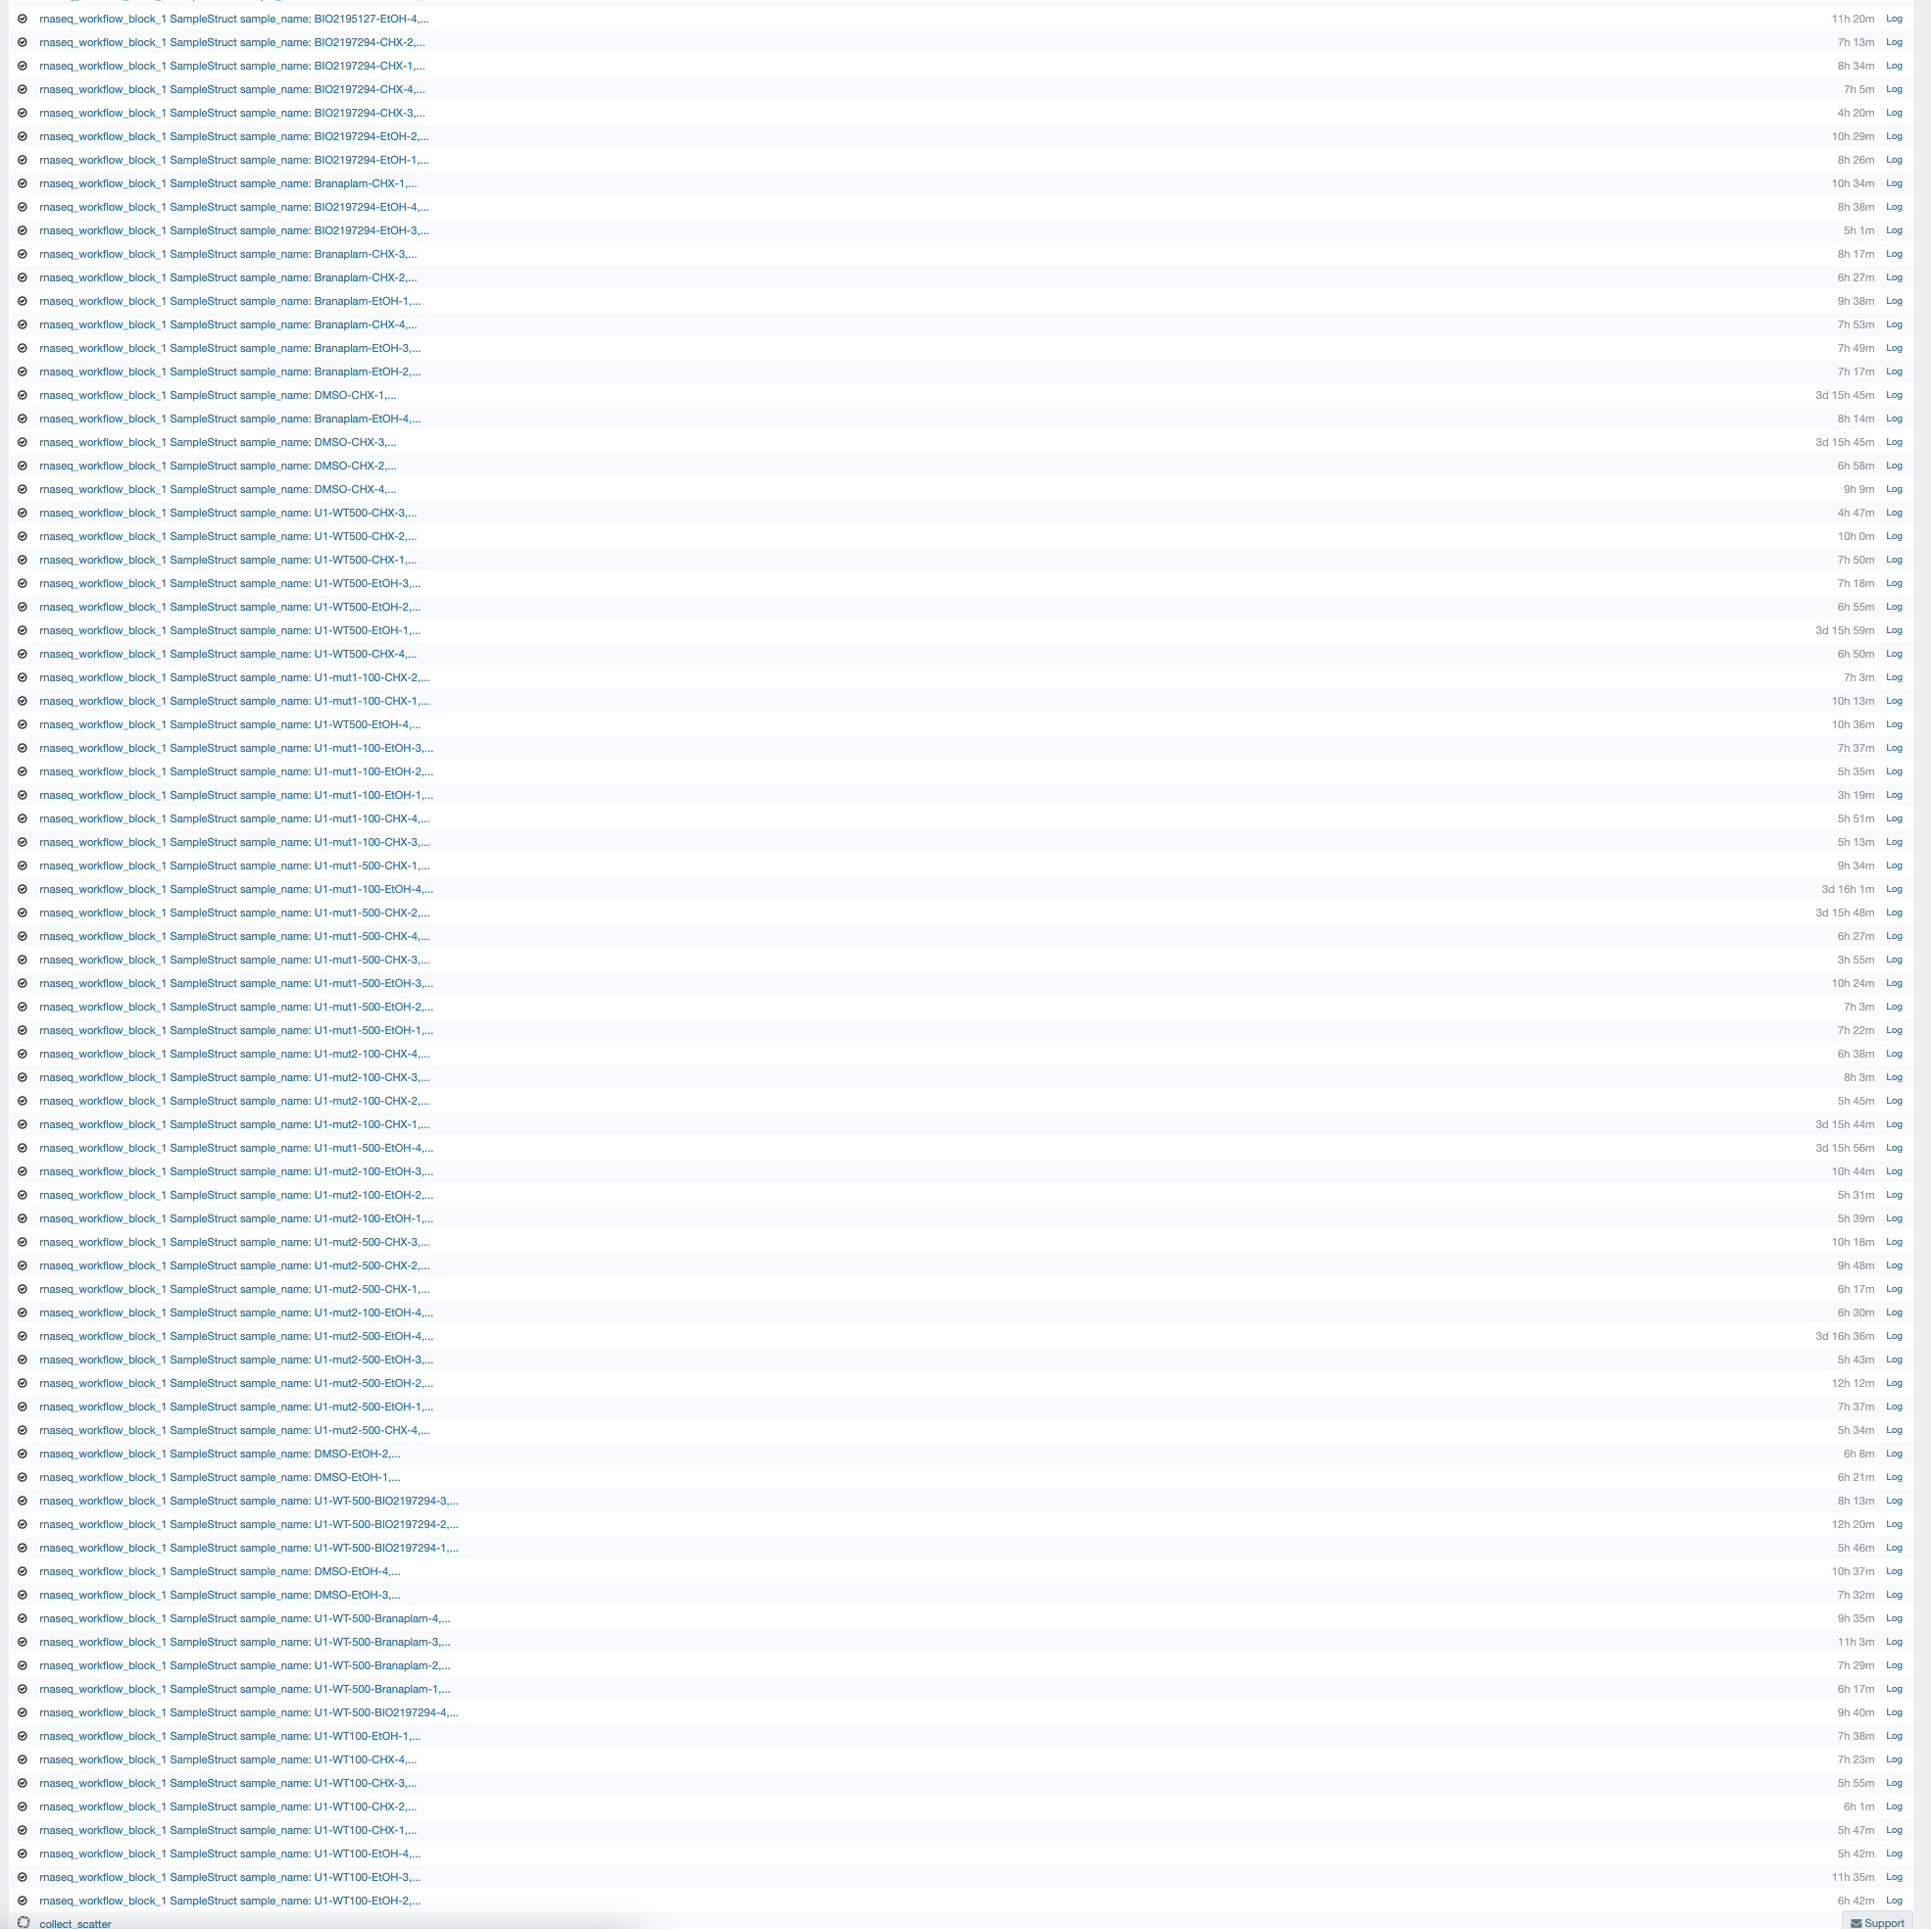 rnaseq_workflow_block_1 SampleStruct sample_name: BIO2195127-EtOH-4,... 11h 20m Log
rnaseq_workflow_block_1 SampleStruct sample_name: BIO2197294-CHX-2,... 7h 13m Log
rnaseq_workflow_block_1 SampleStruct sample_name: BIO2197294-CHX-1,... 8h 34m Log
rnaseq_workflow_block_1 SampleStruct sample_name: BIO2197294-CHX-4,... 7h 5m Log
rnaseq_workflow_block_1 SampleStruct sample_name: BIO2197294-CHX-3,... 4h 20m Log
rnaseq_workflow_block_1 SampleStruct sample_name: BIO2197294-EtOH-2,... 10h 29m Log
rnaseq_workflow_block_1 SampleStruct sample_name: BIO2197294-EtOH-1,... 8h 26m Log
rnaseq_workflow_block_1 SampleStruct sample_name: Branaplam-CHX-1,... 10h 34m Log
rnaseq_workflow_block_1 SampleStruct sample_name: BIO2197294-EtOH-4,... 8h 38m Log
rnaseq_workflow_block_1 SampleStruct sample_name: BIO2197294-EtOH-3,... 5h 1m Log
rnaseq_workflow_block_1 SampleStruct sample_name: Branaplam-CHX-3,... 8h 17m Log
rnaseq_workflow_block_1 SampleStruct sample_name: Branaplam-CHX-2,... 6h 27m Log
rnaseq_workflow_block_1 SampleStruct sample_name: Branaplam-EtOH-1,... 9h 38m Log
rnaseq_workflow_block_1 SampleStruct sample_name: Branaplam-CHX-4,... 7h 53m Log
rnaseq_workflow_block_1 SampleStruct sample_name: Branaplam-EtOH-3,... 7h 49m Log
rnaseq_workflow_block_1 SampleStruct sample_name: Branaplam-EtOH-2,... 7h 17m Log
rnaseq_workflow_block_1 SampleStruct sample_name: DMSO-CHX-1,... 3d 15h 45m Log
rnaseq_workflow_block_1 SampleStruct sample_name: Branaplam-EtOH-4,... 8h 14m Log
rnaseq_workflow_block_1 SampleStruct sample_name: DMSO-CHX-3,... 3d 15h 45m Log
rnaseq_workflow_block_1 SampleStruct sample_name: DMSO-CHX-2,... 6h 58m Log
rnaseq_workflow_block_1 SampleStruct sample_name: DMSO-CHX-4,... 9h 9m Log
rnaseq_workflow_block_1 SampleStruct sample_name: U1-WT500-CHX-3,... 4h 47m Log
rnaseq_workflow_block_1 SampleStruct sample_name: U1-WT500-CHX-2,... 10h 0m Log
rnaseq_workflow_block_1 SampleStruct sample_name: U1-WT500-CHX-1,... 7h 50m Log
rnaseq_workflow_block_1 SampleStruct sample_name: U1-WT500-EtOH-3,... 7h 18m Log
rnaseq_workflow_block_1 SampleStruct sample_name: U1-WT500-EtOH-2,... 6h 55m Log
rnaseq_workflow_block_1 SampleStruct sample_name: U1-WT500-EtOH-1,... 3d 15h 59m Log
rnaseq_workflow_block_1 SampleStruct sample_name: U1-WT500-CHX-4,... 6h 50m Log
rnaseq_workflow_block_1 SampleStruct sample_name: U1-mut1-100-CHX-2,... 7h 3m Log
rnaseq_workflow_block_1 SampleStruct sample_name: U1-mut1-100-CHX-1,... 10h 13m Log
rnaseq_workflow_block_1 SampleStruct sample_name: U1-WT500-EtOH-4,... 10h 36m Log
rnaseq_workflow_block_1 SampleStruct sample_name: U1-mut1-100-EtOH-3,... 7h 37m Log
rnaseq_workflow_block_1 SampleStruct sample_name: U1-mut1-100-EtOH-2,... 5h 35m Log
rnaseq_workflow_block_1 SampleStruct sample_name: U1-mut1-100-EtOH-1,... 3h 19m Log
rnaseq_workflow_block_1 SampleStruct sample_name: U1-mut1-100-CHX-4,... 5h 51m Log
rnaseq_workflow_block_1 SampleStruct sample_name: U1-mut1-100-CHX-3,... 5h 13m Log
rnaseq_workflow_block_1 SampleStruct sample_name: U1-mut1-500-CHX-1,... 9h 34m Log
rnaseq_workflow_block_1 SampleStruct sample_name: U1-mut1-100-EtOH-4,... 3d 16h 1m Log
rnaseq_workflow_block_1 SampleStruct sample_name: U1-mut1-500-CHX-2,... 3d 15h 48m Log
rnaseq_workflow_block_1 SampleStruct sample_name: U1-mut1-500-CHX-4,... 6h 27m Log
rnaseq_workflow_block_1 SampleStruct sample_name: U1-mut1-500-CHX-3,... 3h 55m Log
rnaseq_workflow_block_1 SampleStruct sample_name: U1-mut1-500-EtOH-3,... 10h 24m Log
rnaseq_workflow_block_1 SampleStruct sample_name: U1-mut1-500-EtOH-2,... 7h 3m Log
rnaseq_workflow_block_1 SampleStruct sample_name: U1-mut1-500-EtOH-1,... 7h 22m Log
rnaseq_workflow_block_1 SampleStruct sample_name: U1-mut2-100-CHX-4,... 6h 38m Log
rnaseq_workflow_block_1 SampleStruct sample_name: U1-mut2-100-CHX-3,... 8h 3m Log
rnaseq_workflow_block_1 SampleStruct sample_name: U1-mut2-100-CHX-2,... 5h 45m Log
rnaseq_workflow_block_1 SampleStruct sample_name: U1-mut2-100-CHX-1,... 3d 15h 44m Log
rnaseq_workflow_block_1 SampleStruct sample_name: U1-mut1-500-EtOH-4,... 3d 15h 56m Log
rnaseq_workflow_block_1 SampleStruct sample_name: U1-mut2-100-EtOH-3,... 10h 44m Log
rnaseq_workflow_block_1 SampleStruct sample_name: U1-mut2-100-EtOH-2,... 5h 31m Log
rnaseq_workflow_block_1 SampleStruct sample_name: U1-mut2-100-EtOH-1,... 5h 39m Log
rnaseq_workflow_block_1 SampleStruct sample_name: U1-mut2-500-CHX-3,... 10h 18m Log
rnaseq_workflow_block_1 SampleStruct sample_name: U1-mut2-500-CHX-2,... 9h 48m Log
rnaseq_workflow_block_1 SampleStruct sample_name: U1-mut2-500-CHX-1,... 6h 17m Log
rnaseq_workflow_block_1 SampleStruct sample_name: U1-mut2-100-EtOH-4,... 6h 30m Log
rnaseq_workflow_block_1 SampleStruct sample_name: U1-mut2-500-EtOH-4,... 3d 16h 36m Log
rnaseq_workflow_block_1 SampleStruct sample_name: U1-mut2-500-EtOH-3,... 5h 43m Log
rnaseq_workflow_block_1 SampleStruct sample_name: U1-mut2-500-EtOH-2,... 12h 12m Log
rnaseq_workflow_block_1 SampleStruct sample_name: U1-mut2-500-EtOH-1,... 7h 37m Log
rnaseq_workflow_block_1 SampleStruct sample_name: U1-mut2-500-CHX-4,... 5h 34m Log
rnaseq_workflow_block_1 SampleStruct sample_name: DMSO-EtOH-2,... 6h 8m Log
rnaseq_workflow_block_1 SampleStruct sample_name: DMSO-EtOH-1,... 6h 21m Log
rnaseq_workflow_block_1 SampleStruct sample_name: U1-WT-500-BIO2197294-3,... 8h 13m Log
rnaseq_workflow_block_1 SampleStruct sample_name: U1-WT-500-BIO2197294-2,... 12h 20m Log
rnaseq_workflow_block_1 SampleStruct sample_name: U1-WT-500-BIO2197294-1,... 5h 46m Log
rnaseq_workflow_block_1 SampleStruct sample_name: DMSO-EtOH-4,... 10h 37m Log
rnaseq_workflow_block_1 SampleStruct sample_name: DMSO-EtOH-3,... 7h 32m Log
rnaseq_workflow_block_1 SampleStruct sample_name: U1-WT-500-Branaplam-4,... 9h 35m Log
rnaseq_workflow_block_1 SampleStruct sample_name: U1-WT-500-Branaplam-3,... 11h 3m Log
rnaseq_workflow_block_1 SampleStruct sample_name: U1-WT-500-Branaplam-2,... 7h 29m Log
rnaseq_workflow_block_1 SampleStruct sample_name: U1-WT-500-Branaplam-1,... 6h 17m Log
rnaseq_workflow_block_1 SampleStruct sample_name: U1-WT-500-BIO2197294-4,... 9h 40m Log
rnaseq_workflow_block_1 SampleStruct sample_name: U1-WT100-EtOH-1,... 7h 38m Log
rnaseq_workflow_block_1 SampleStruct sample_name: U1-WT100-CHX-4,... 7h 23m Log
rnaseq_workflow_block_1 SampleStruct sample_name: U1-WT100-CHX-3,... 5h 55m Log
rnaseq_workflow_block_1 SampleStruct sample_name: U1-WT100-CHX-2,... 6h 1m Log
rnaseq_workflow_block_1 SampleStruct sample_name: U1-WT100-CHX-1,... 5h 47m Log
rnaseq_workflow_block_1 SampleStruct sample_name: U1-WT100-EtOH-4,... 5h 42m Log
rnaseq_workflow_block_1 SampleStruct sample_name: U1-WT100-EtOH-3,... 11h 35m Log
rnaseq_workflow_block_1 SampleStruct sample_name: U1-WT100-EtOH-2,... 6h 42m Log
collect_scatter Support